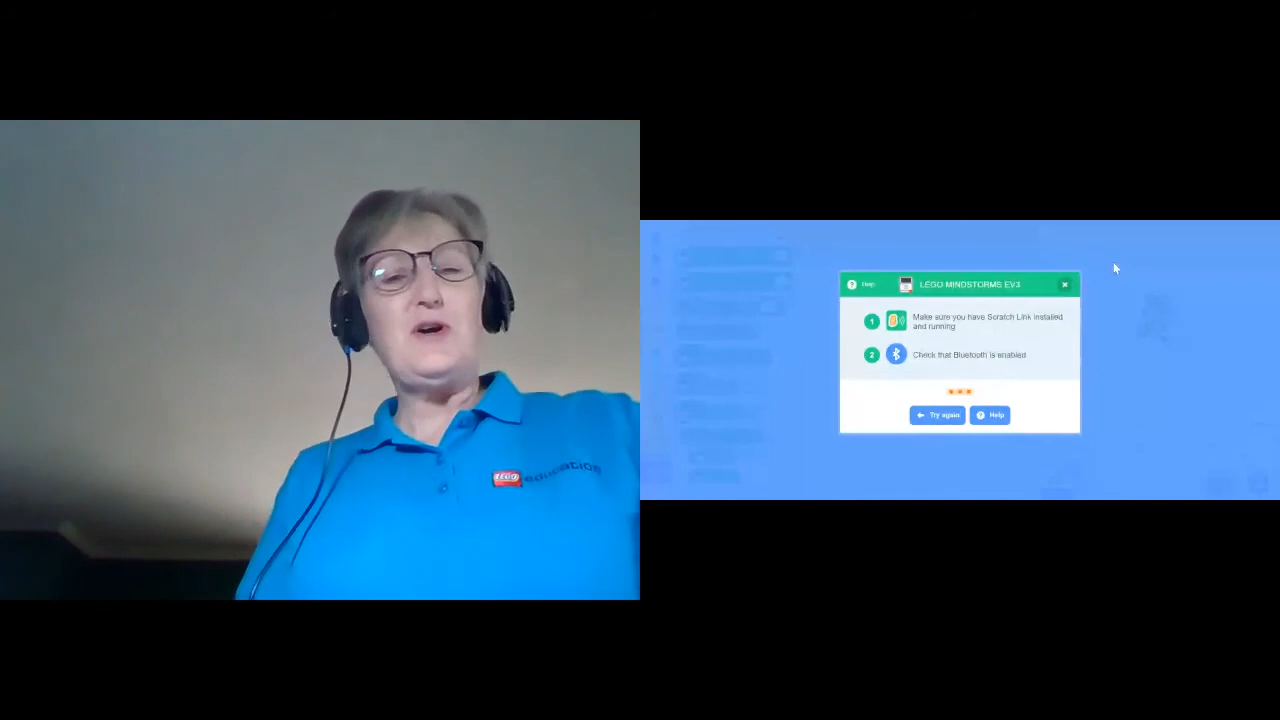 LEGO education
Help
LEGO MINDSTORMS EV3
1
Make sure you have Scratch Link installed
and running
2
Check that Bluetooth is enabled
Try again
Help